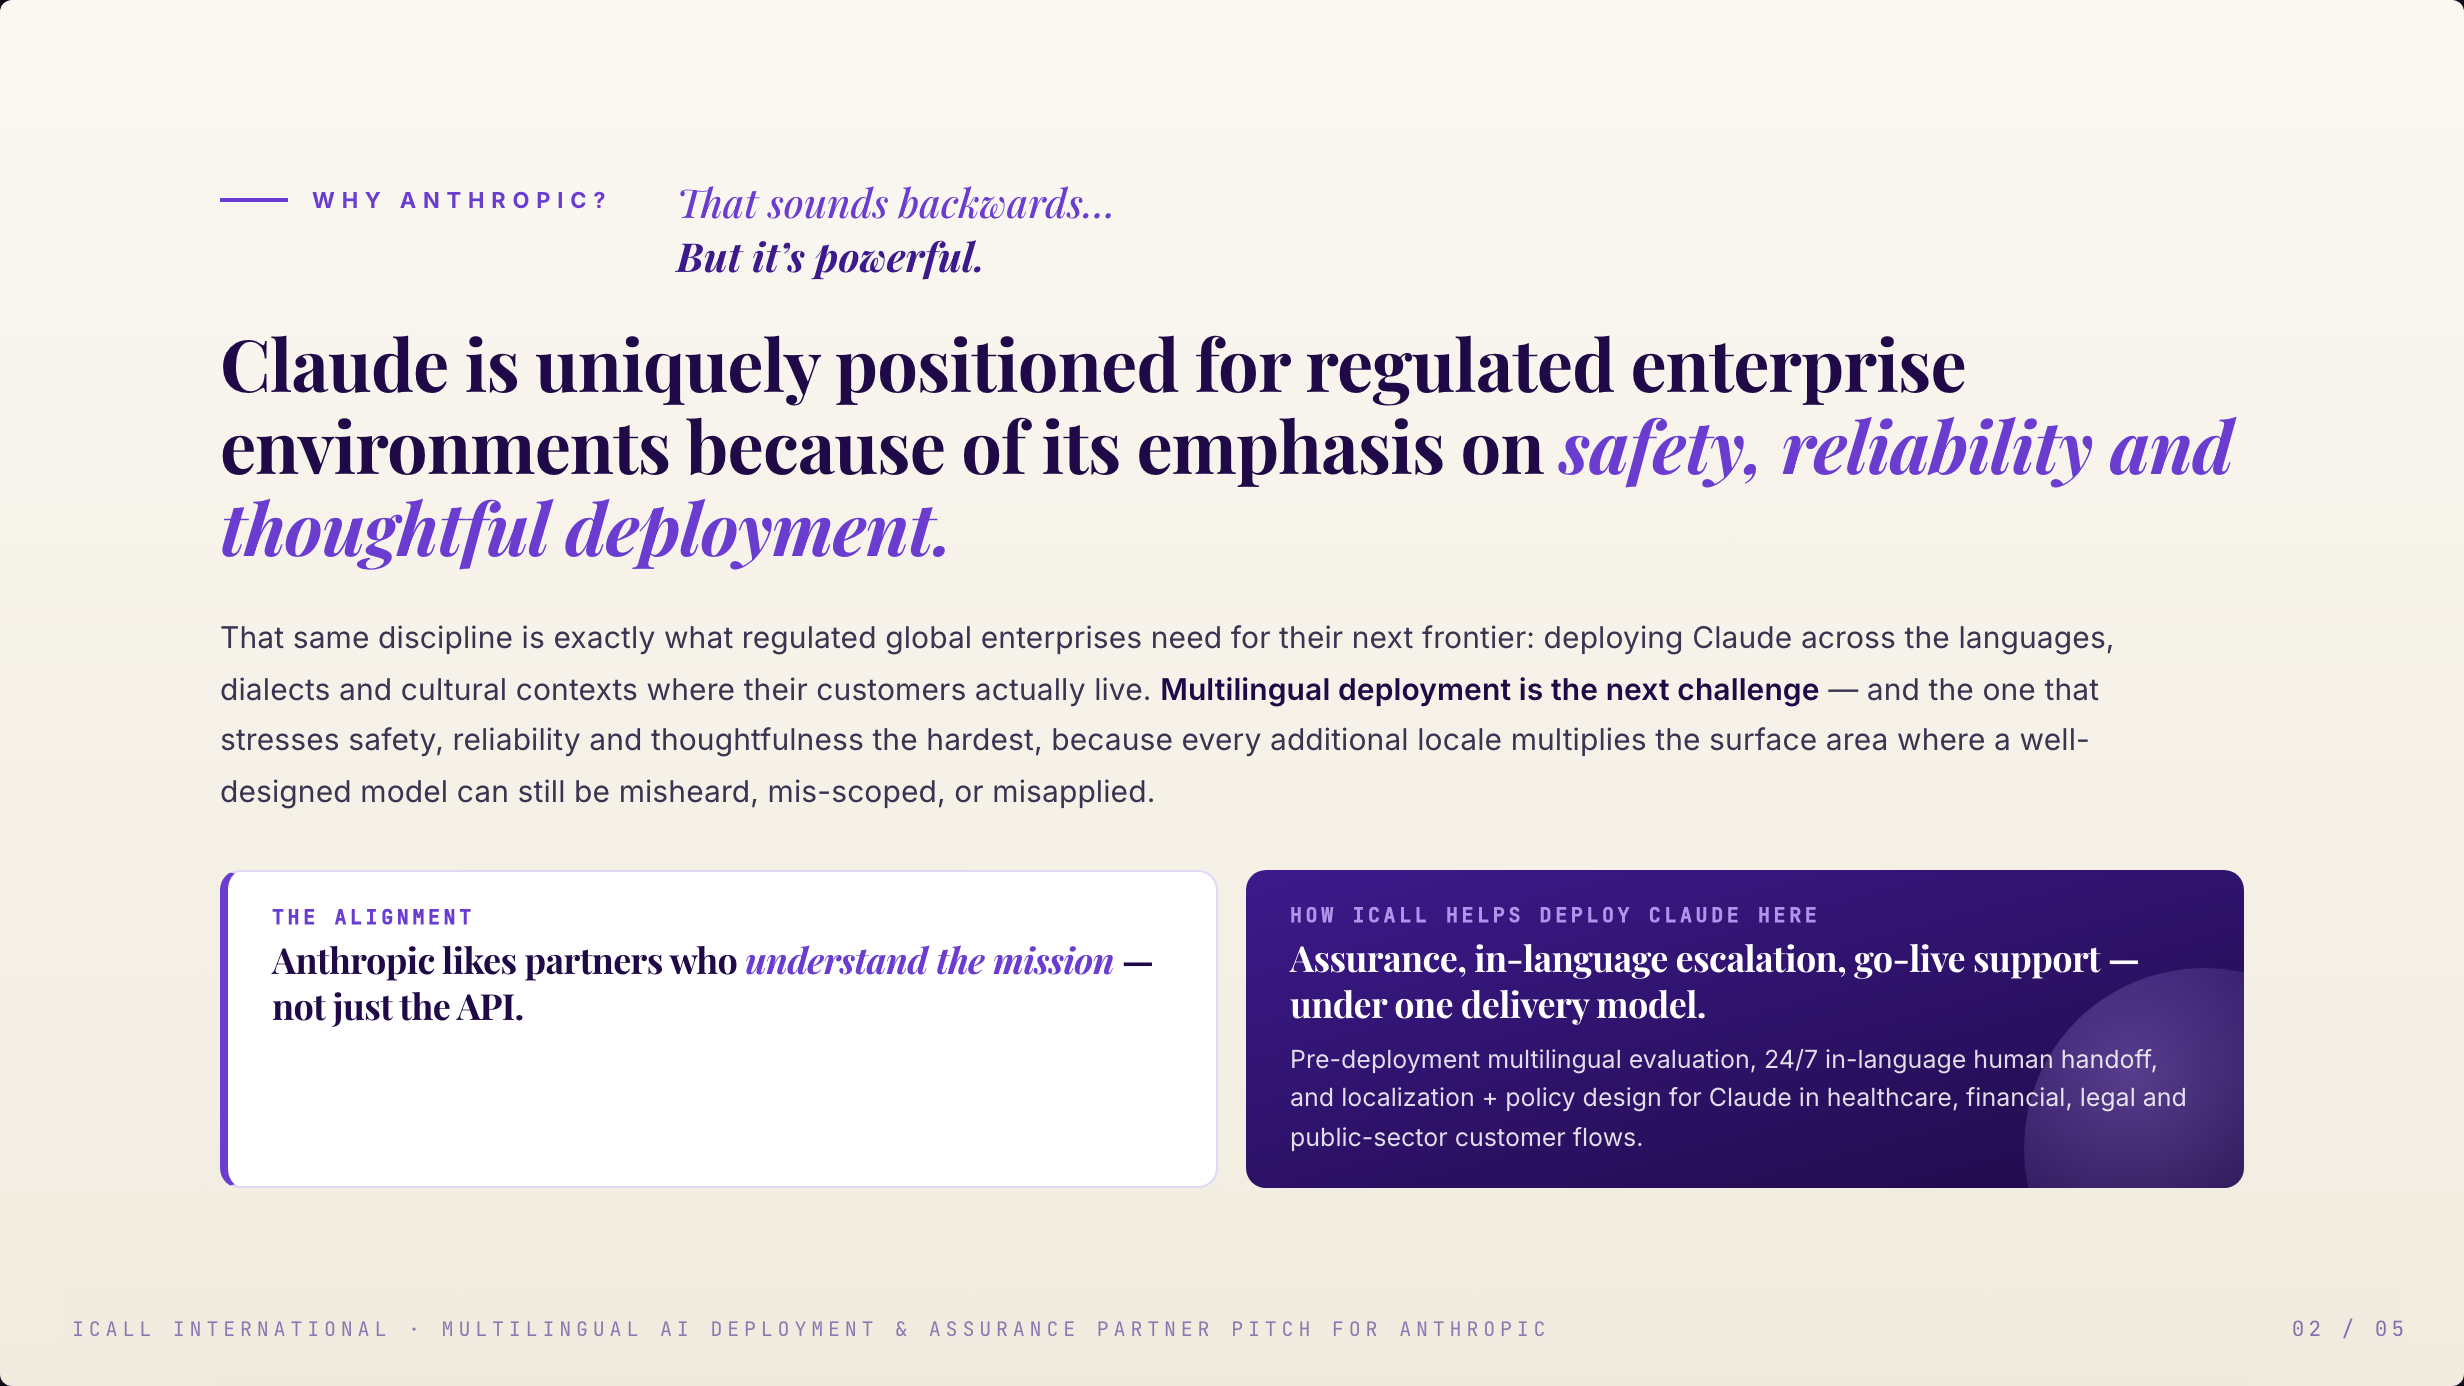 WHY ANTHROPIC?
That sounds backwards...
But it’s powerful.
Claude is uniquely positioned for regulated enterprise
environments because of its emphasis on safety, reliability and
thoughtful deployment.
That same discipline is exactly what regulated global enterprises need for their next frontier: deploying Claude across the languages,
dialects and cultural contexts where their customers actually live. Multilingual deployment is the next challenge — and the one that
stresses safety, reliability and thoughtfulness the hardest, because every additional locale multiplies the surface area where a well-
designed model can still be misheard, mis-scoped, or misapplied.
THE ALIGNMENT
Anthropic likes partners who understand the mission —
not just the API.
HOW ICALL HELPS DEPLOY CLAUDE HERE
Assurance, in-language escalation, go-live support —
under one delivery model.
Pre-deployment multilingual evaluation, 24/7 in-language human handoff,
and localization + policy design for Claude in healthcare, financial, legal and
public-sector customer flows.
ICALL INTERNATIONAL · MULTILINGUAL AI DEPLOYMENT & ASSURANCE PARTNER PITCH FOR ANTHROPIC
02 / 05